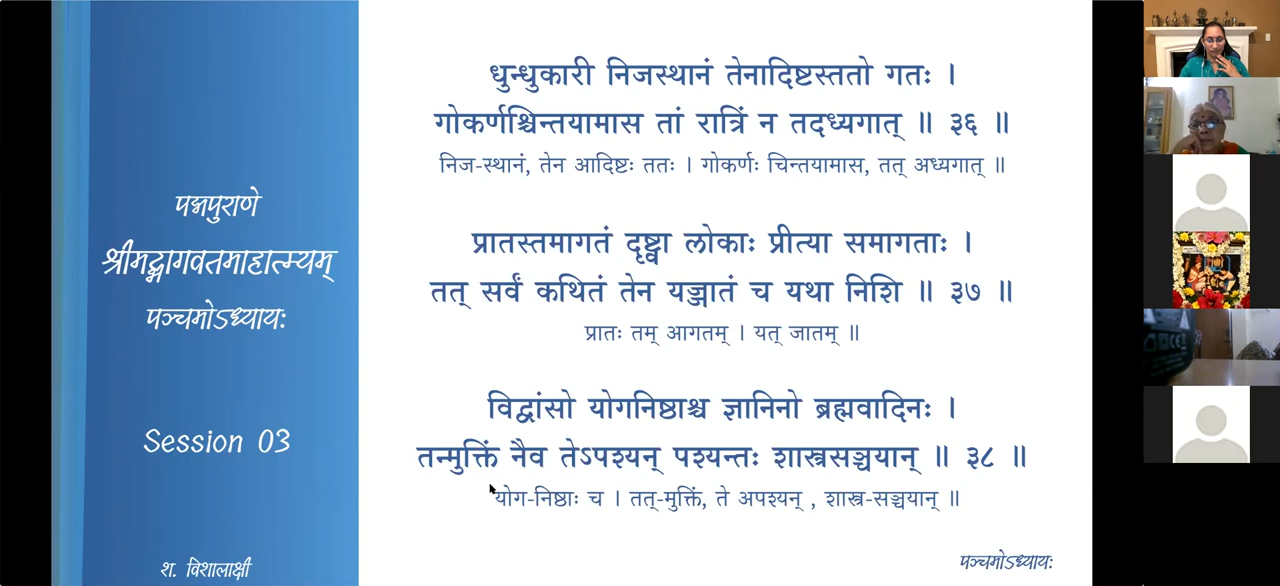 पद्मपुराणे
श्रीमद्भागवतमाहात्म्यम्
पञ्चमोऽध्यायः
Session 03
श. विशालाक्षी
धुन्धुकारी निजस्थानं तेनादिष्टस्ततो गतः ।
गोकर्णश्चिन्तयामास तां रात्रिं न तदध्यगात् ॥ ३६ ॥
निज-स्थानं, तेन आदिष्टः ततः । गोकर्णः चिन्तयामास, तत् अध्यगात् ॥
प्रातस्तमागतं दृष्ट्वा लोकाः प्रीत्या समागताः ।
तत् सर्वं कथितं तेन यज्जातं च यथा निशि ॥ ३७ ॥
प्रातः तम् आगतम् । यत् जातम् ॥
विद्वांसो योगनिष्ठाश्च ज्ञानिनो ब्रह्मवादिनः ।
तन्मुक्तिं नैव तेऽपश्यन् पश्यन्तः शास्त्रसञ्चयान् ॥ ३८ ॥
योग-निष्ठाः च । तत्-मुक्तिं, ते अपश्यन् , शास्त्र-सञ्चयान् ॥
पञ्चमोऽध्यायः